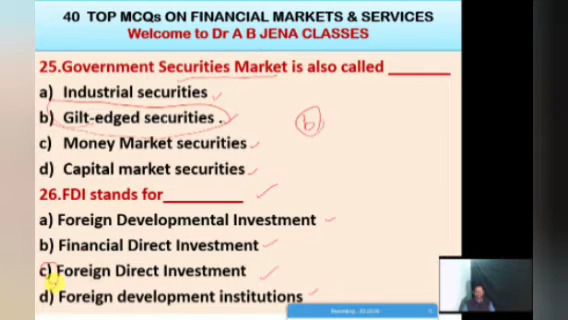 40 TOP MCQs ON FINANCIAL MARKETS & SERVICES
Welcome to Dr A B JENA CLASSES
25.Government Securities Market is also called ________
a) Industrial securities
b) Gilt-edged securities .
b
c) Money Market securities
d) Capital market securities
26.FDI stands for__________
a) Foreign Developmental Investment
b) Financial Direct Investment
c) Foreign Direct Investment
d) Foreign development institutions